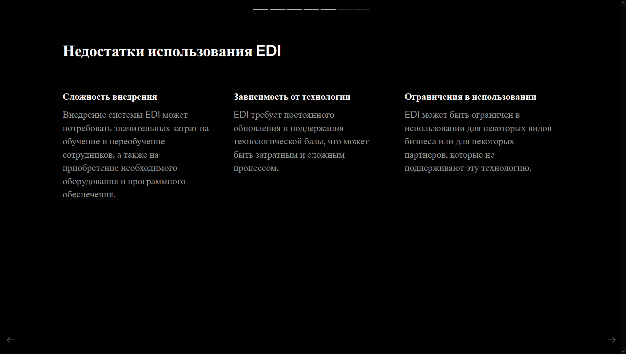 Недостатки использования EDI
Сложность внедрения
Внедрение системы EDI может
потребовать значительных затрат на
обучение и переобучение
сотрудников, а также на
приобретение необходимого
оборудования и программного
обеспечения.
Зависимость от технологии
EDI требует постоянного
обновления и поддержания
технологической базы, что может
быть затратным и сложным
процессом.
Ограничения в использовании
EDI может быть ограничен в
использовании для некоторых видов
бизнеса или для некоторых
партнеров, которые не
поддерживают эту технологию.